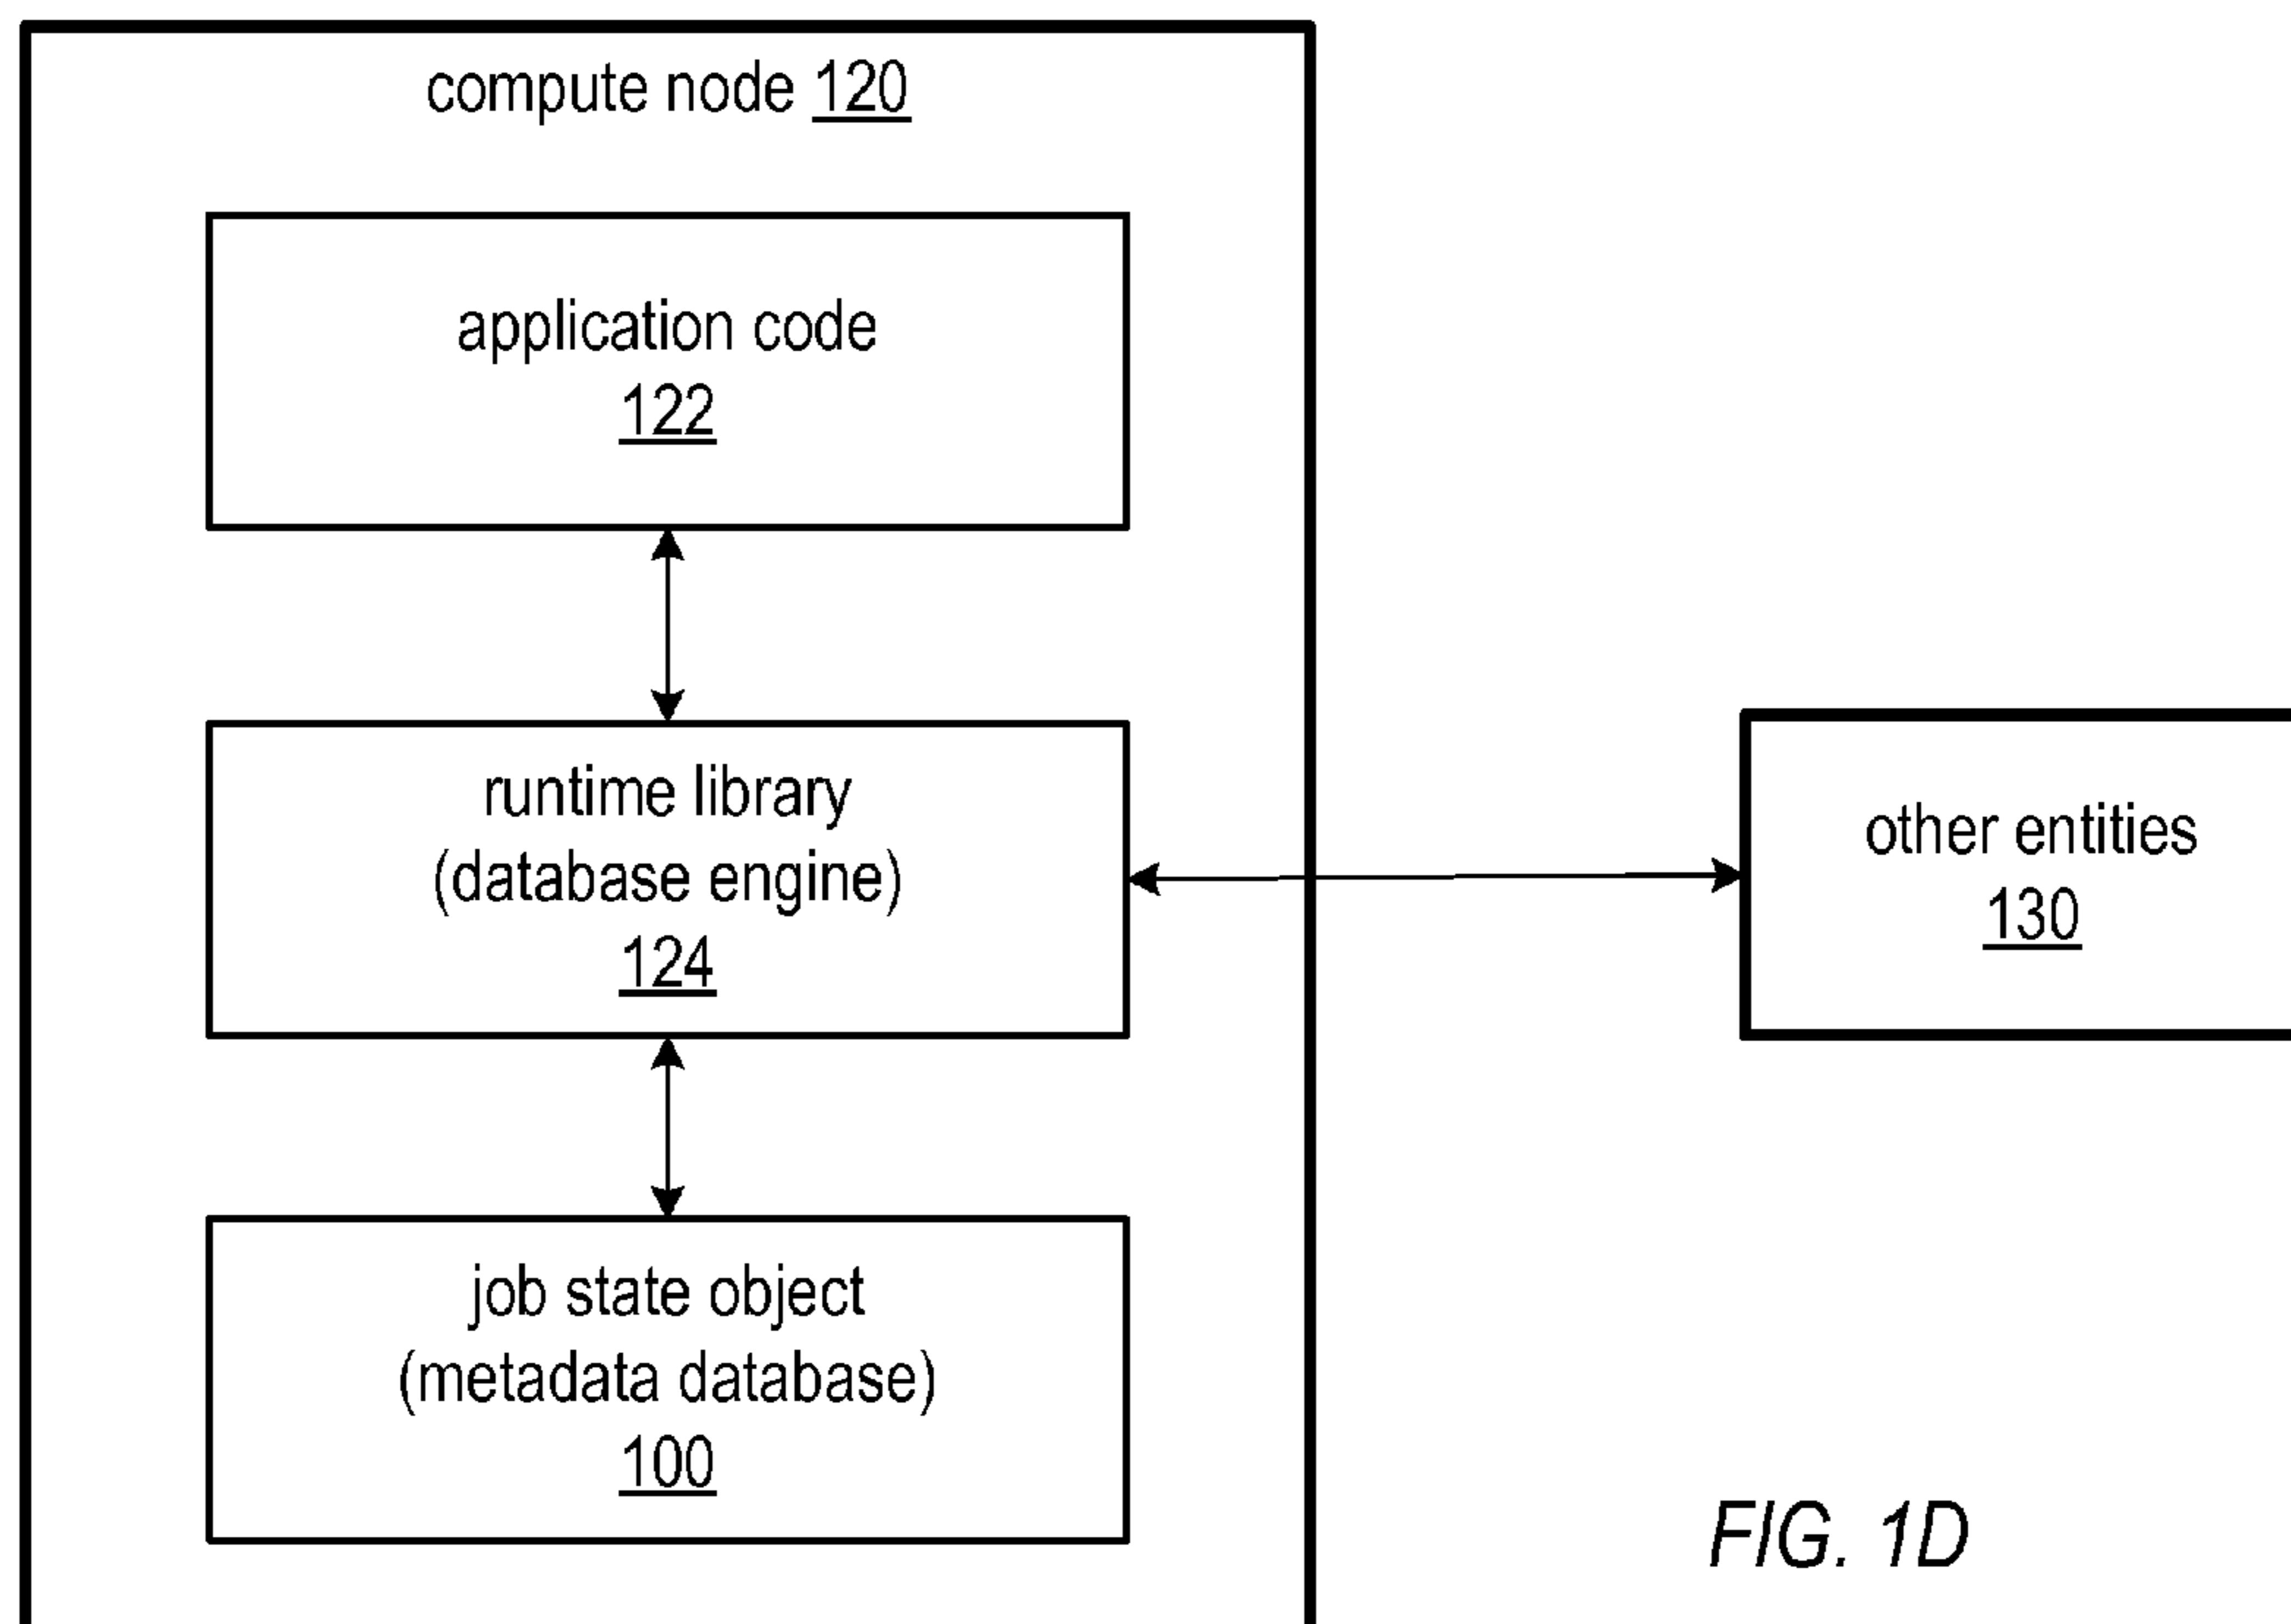 compute node 120
application code
122
runtime library
(database engine)
124
other entities
130
job state object
(metadata database)
100
FIG. 1D